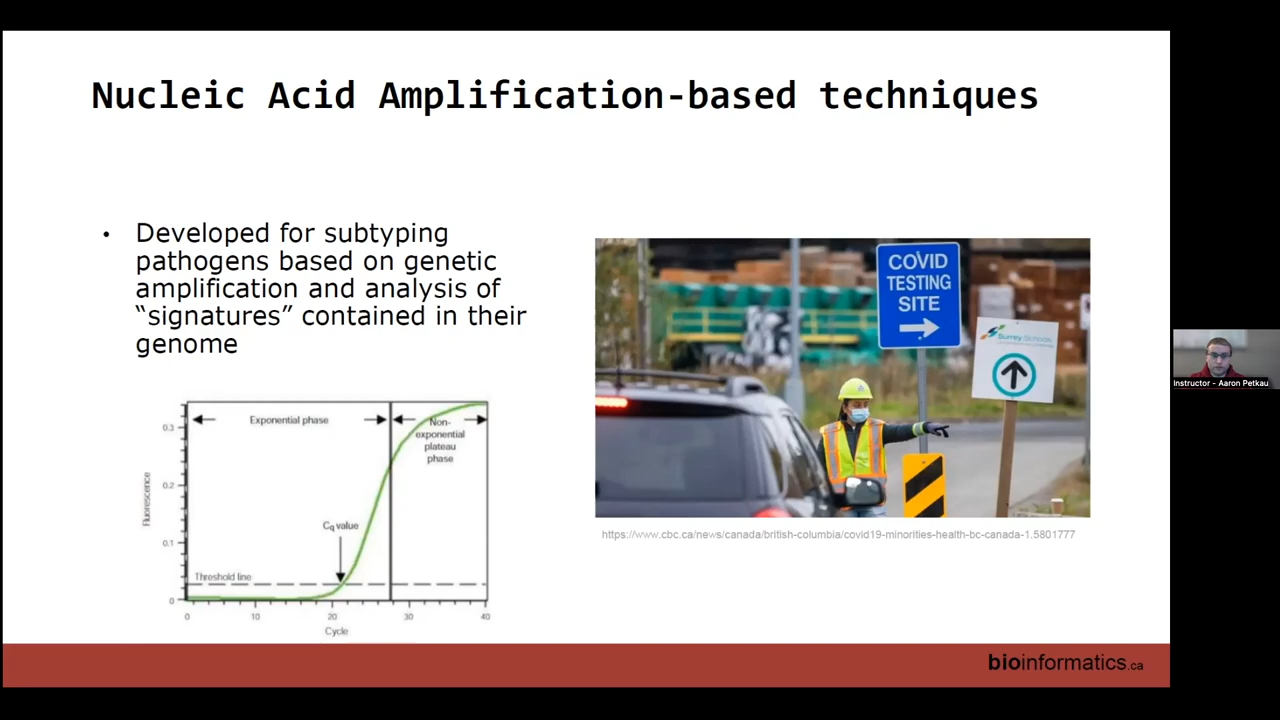 Nucleic Acid Amplification-based techniques
• Developed for subtyping
pathogens based on genetic
amplification and analysis of
“signatures” contained in their
genome
Exponential phase
Non-
exponential
plateau
phase
Fluorescence
0.3
0.2
0.1
0
Cq value
Threshold line
0
10
20
30
40
Cycle
COVID
TESTING
SITE
Surrey Schools
https://www.cbc.ca/news/canada/british-columbia/covid19-minorities-health-bc-canada-1.5801777
Instructor - Aaron Petkau
bioinformatics.ca